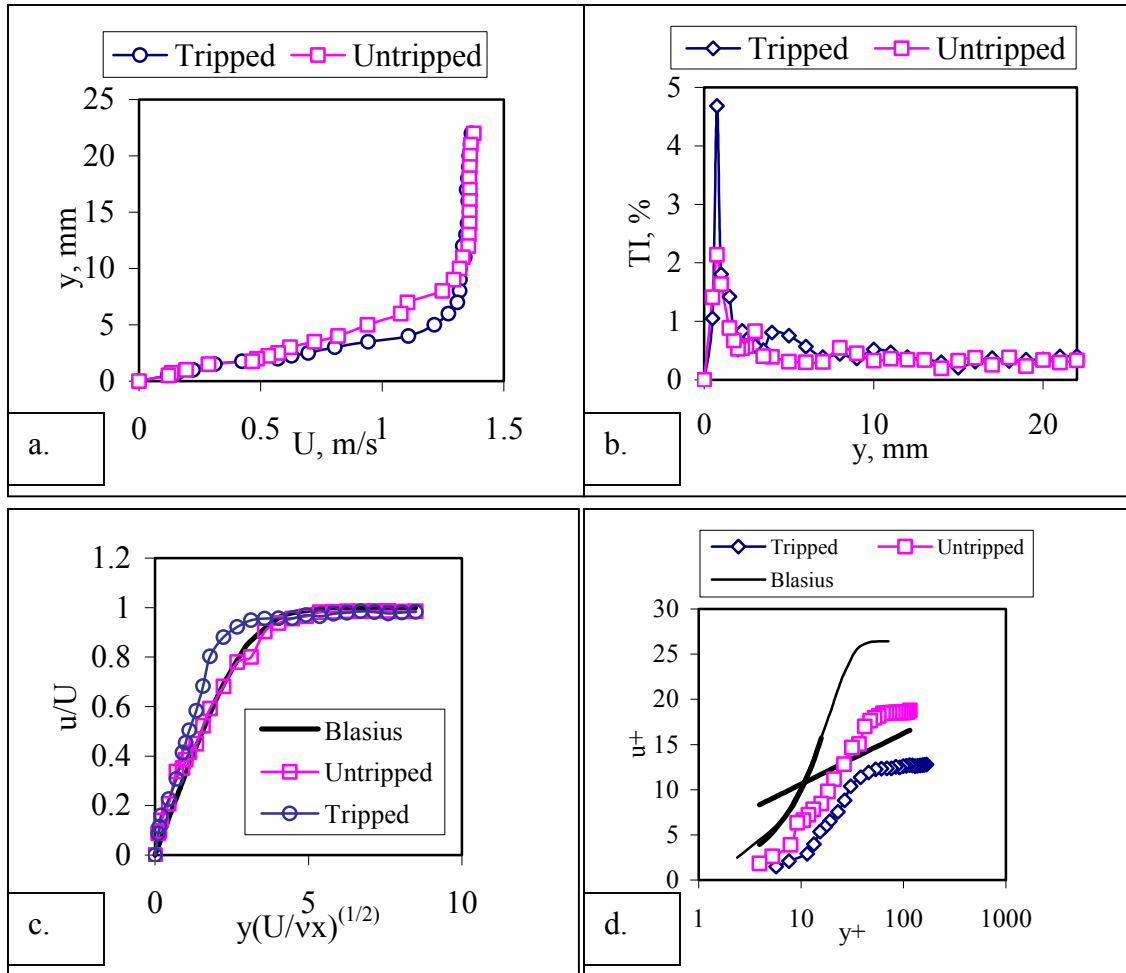 Tripped Untripped
25
20
15
10
5
0
y, mm
0 0.5 1 1.5
U, m/s
a.
Tripped Untripped
5
4
3
2
1
0
TI, %
0 10 20
y, mm
b.
1.2
1
0.8
0.6
0.4
0.2
0
u/U
Blasius
Untripped
Tripped
0 5 10
y(U/νx)^(1/2)
c.
Tripped Untripped
Blasius
30
25
20
15
10
5
0
u+
1 10 100 1000
y+
d.